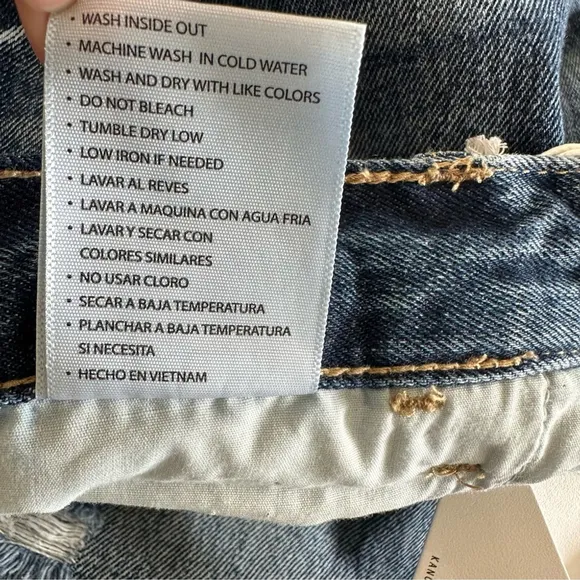 • WASH INSIDE OUT
• MACHINE WASH IN COLD WATER
• WASH AND DRY WITH LIKE COLORS
• DO NOT BLEACH
• TUMBLE DRY LOW
• LOW IRON IF NEEDED
• LAVAR AL REVES
• LAVAR A MAQUINA CON AGUA FRIA
• LAVAR Y SECAR CON
COLORES SIMILARES
• NO USAR CLORO
• SECAR A BAJA TEMPERATURA
• PLANCHAR A BAJA TEMPERATURA
SI NECESITA
• HECHO EN VIETNAM